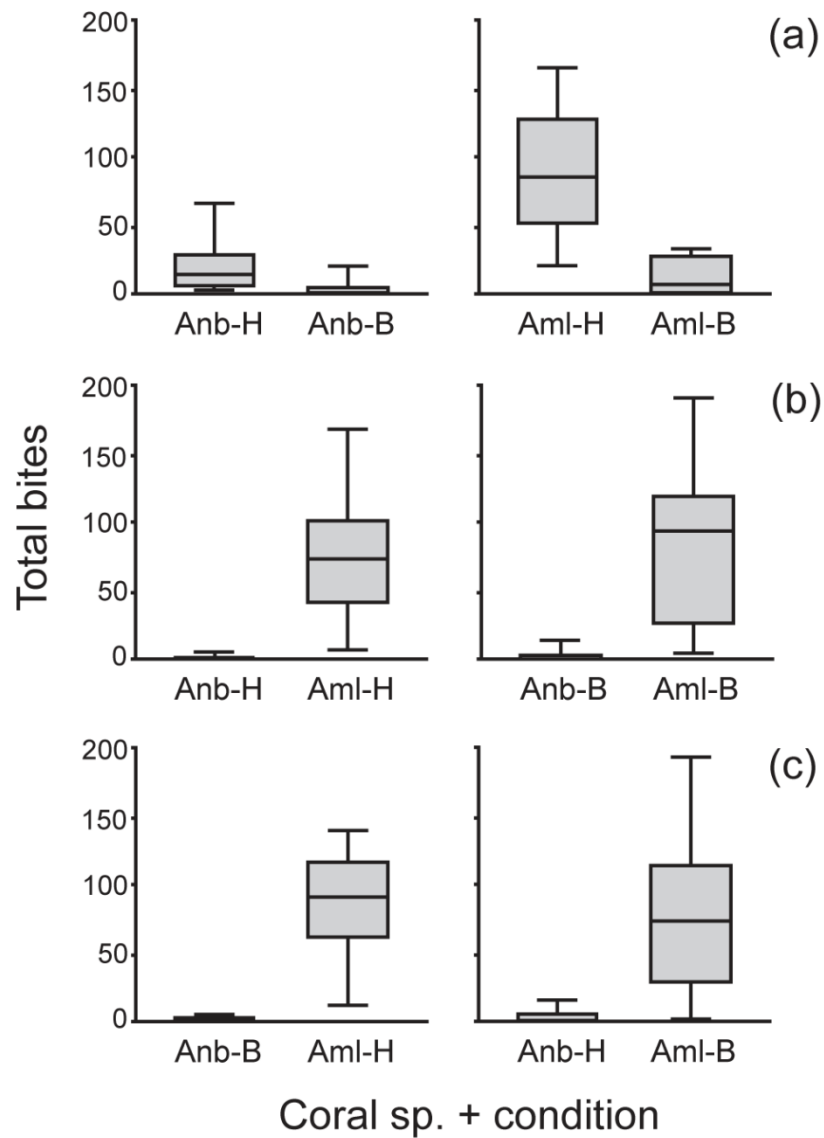 (a)
200
150
100
50
0
Anb-H Anb-B Aml-H Aml-B
(b)
200
150
100
50
0
Anb-H Aml-H Anb-B Aml-B
(c)
200
150
100
50
0
Anb-B Aml-H Anb-H Aml-B
Total bites
Coral sp. + condition